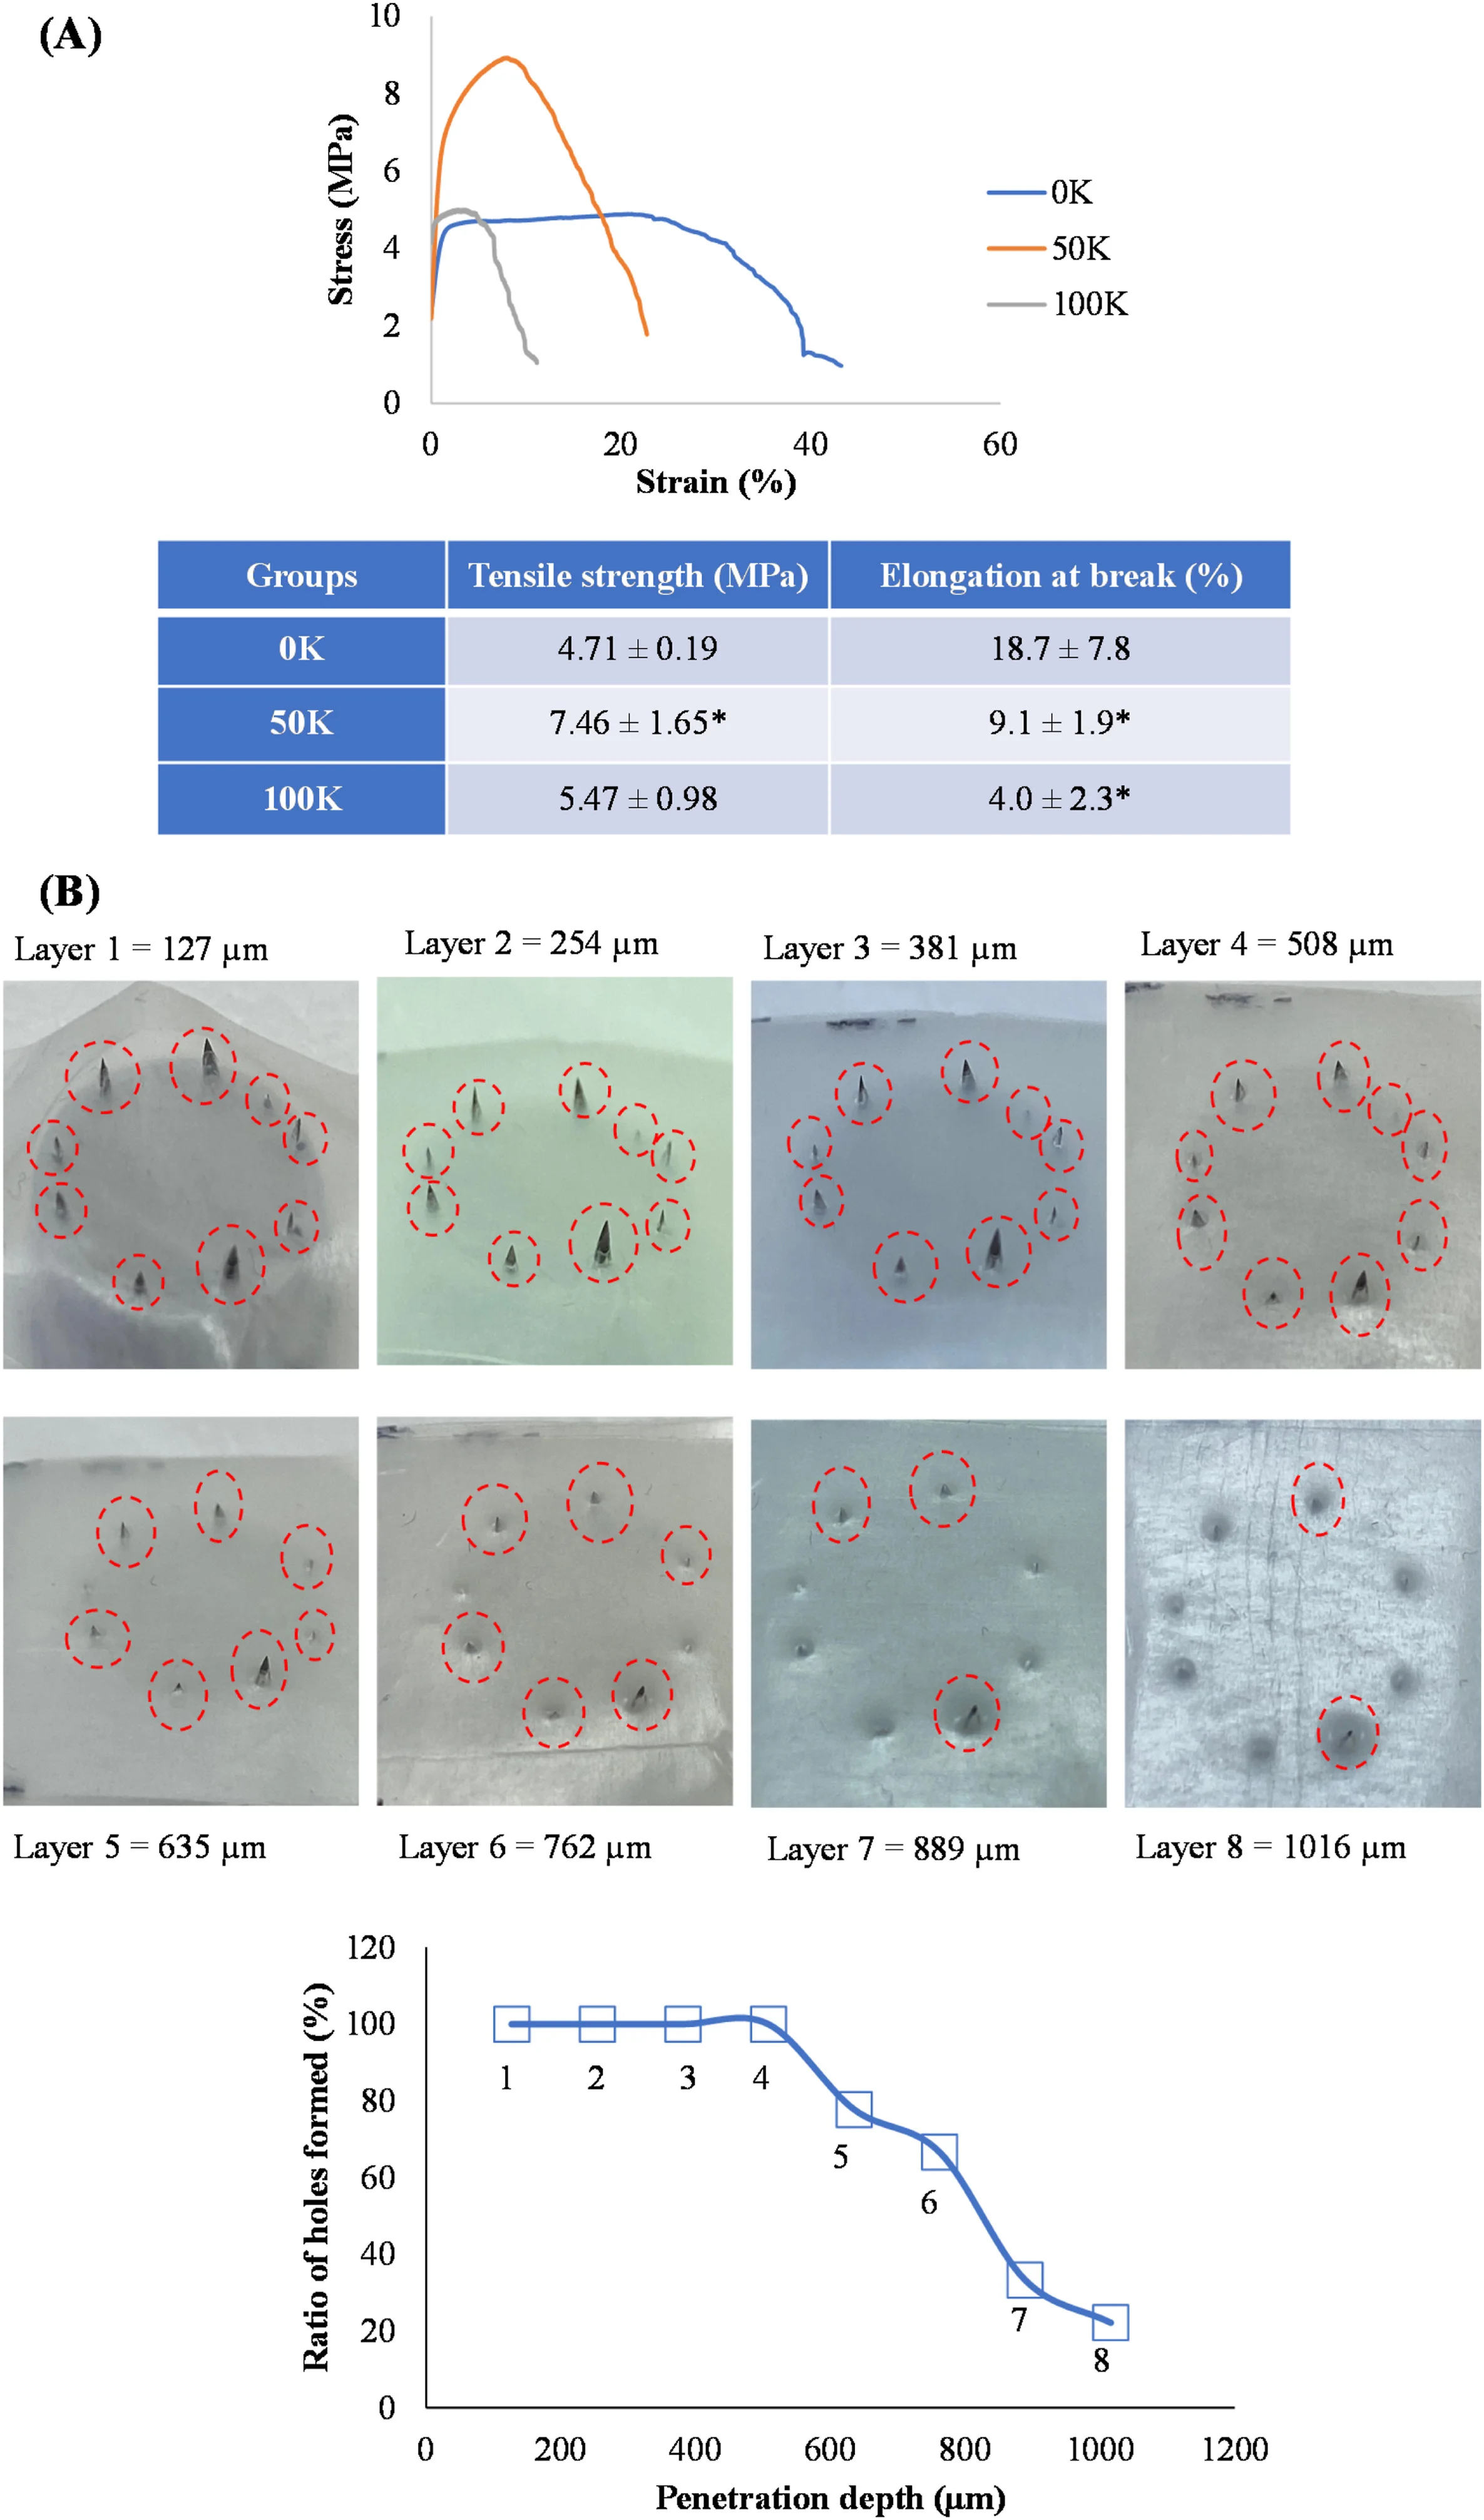 (A)
10
8
6
4
2
0
Stress (MPa)
0K
50K
100K
0 20 40 60
Strain (%)
Groups Tensile strength (MPa) Elongation at break (%)
0K 4.71 ± 0.19 18.7 ± 7.8
50K 7.46 ± 1.65* 9.1 ± 1.9*
100K 5.47 ± 0.98 4.0 ± 2.3*
(B)
Layer 1 = 127 µm Layer 2 = 254 µm Layer 3 = 381 µm Layer 4 = 508 µm
Layer 5 = 635 µm Layer 6 = 762 µm Layer 7 = 889 µm Layer 8 = 1016 µm
120
100
80
60
40
20
0
Ratio of holes formed (%)
1 2 3 4
5
6
7
8
0 200 400 600 800 1000 1200
Penetration depth (µm)